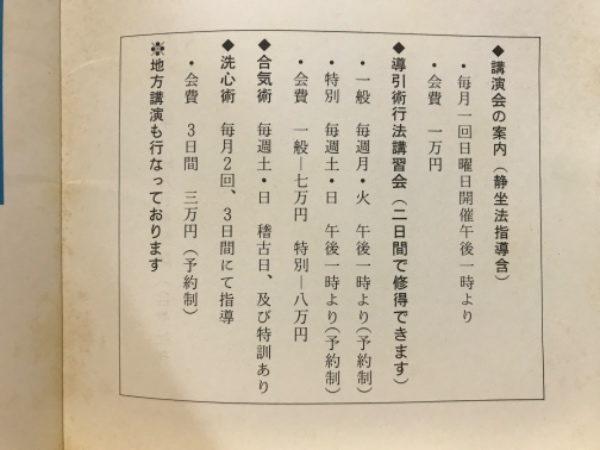 ◆講演会の案内（静坐法指導含）
・毎月一回日曜日開催午後一時より
・会費　一万円
◆導引術行法講習会（二日間で修得できます）
・一般　毎週月・火　午後一時より（予約制）
・特別　毎週土・日　午後一時より（予約制）
・会費　一般―七万円　特別―八万円
◆合気術　毎週土・日　稽古日、及び特訓あり
◆洗心術　毎月2回、3日間にて指導
・会費　3日間　三万円（予約制）
※地方講演も行なっております